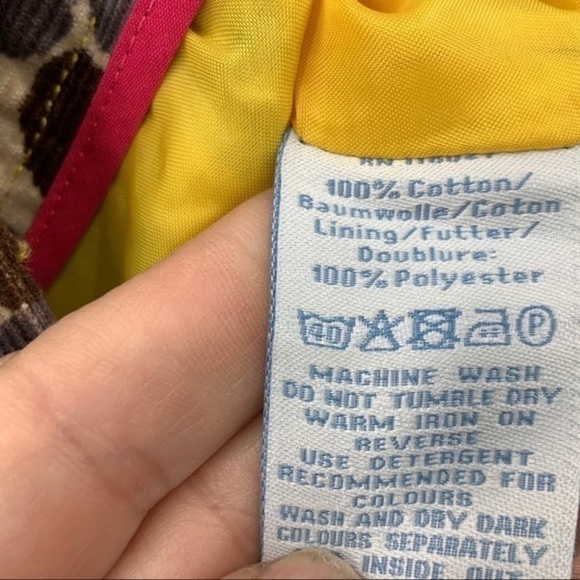 100% Cotton/
Baumwolle/Coton
Lining/Futter/
Doublure:
100% Polyester
40 P
MACHINE WASH
DO NOT TUMBLE DRY
WARM IRON ON
REVERSE
USE DETERGENT
RECOMMENDED FOR
COLOURS
WASH AND DRY DARK
COLOURS SEPARATELY
INSIDE OUT